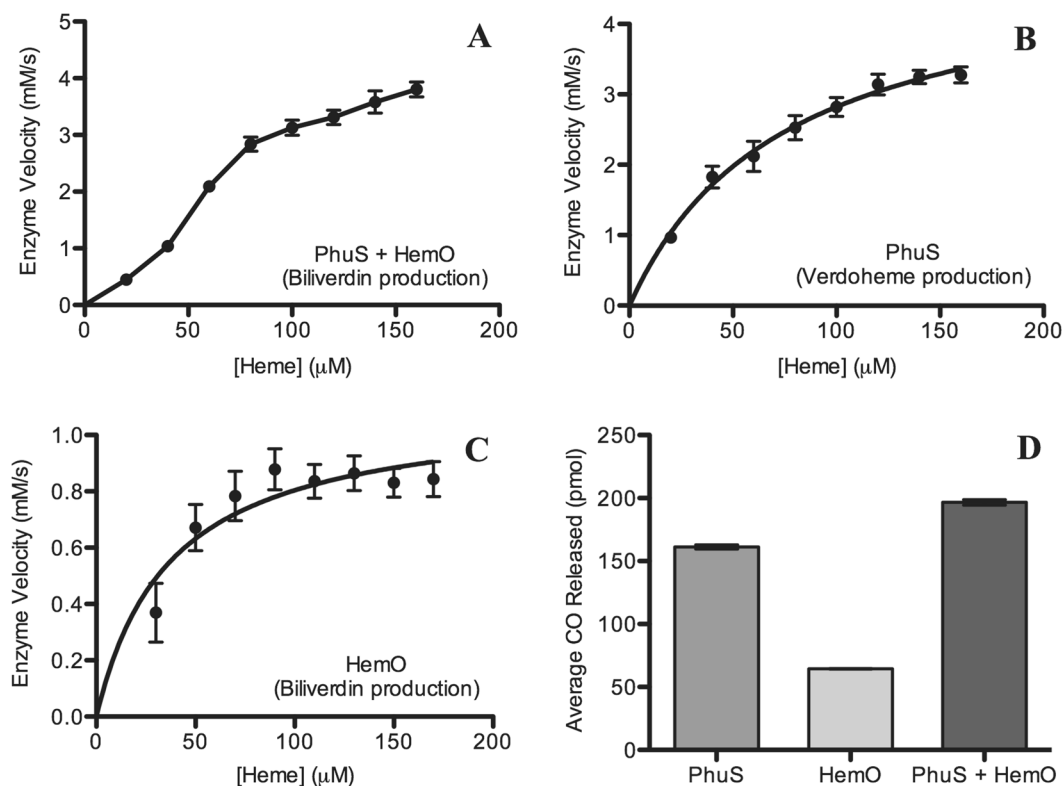 A
Enzyme Velocity (mM/s)
5
4
3
2
1
0
0 50 100 150 200
[Heme] (μM)
PhuS + HemO
(Biliverdin production)
B
Enzyme Velocity (mM/s)
4
3
2
1
0
0 50 100 150 200
[Heme] (μM)
PhuS
(Verdoheme production)
C
Enzyme Velocity (mM/s)
1.0
0.8
0.6
0.4
0.2
0.0
0 50 100 150 200
[Heme] (μM)
HemO
(Biliverdin production)
D
Average CO Released (pmol)
250
200
150
100
50
0
PhuS HemO PhuS + HemO